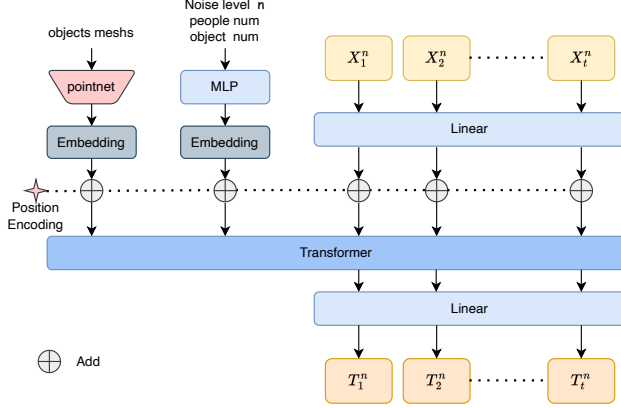 Noise level n
people num
object num
objects meshs
pointnet
MLP
Embedding
Embedding
Position
Encoding
X_1^n
X_2^n
X_t^n
Linear
Transformer
Linear
Add
T_1^n
T_2^n
T_t^n